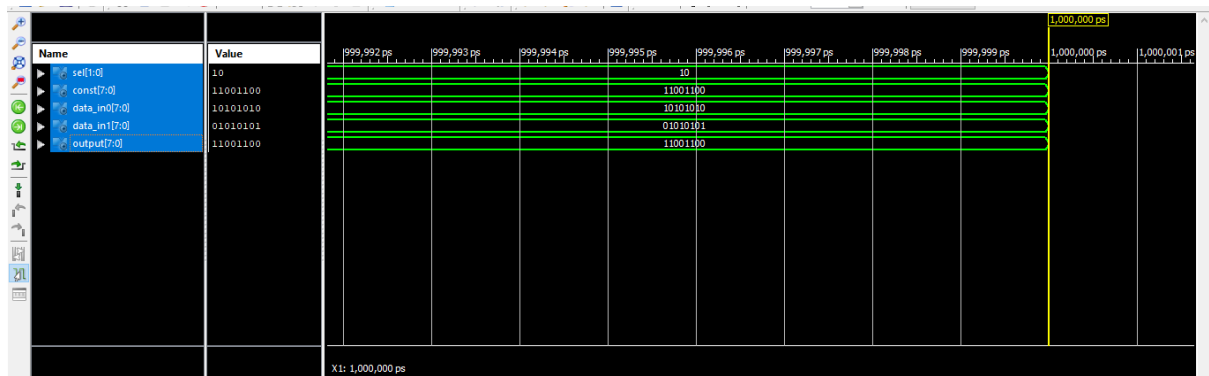 1,000,000 ps
Name Value
999,992 ps 999,993 ps 999,994 ps 999,995 ps 999,996 ps 999,997 ps 999,998 ps 999,999 ps 1,000,000 ps 1,000,001 ps
sel[1:0] 10 10
const[7:0] 11001100 11001100
data_in0[7:0] 10101010 10101010
data_in1[7:0] 01010101 01010101
output[7:0] 11001100 11001100
X1: 1,000,000 ps